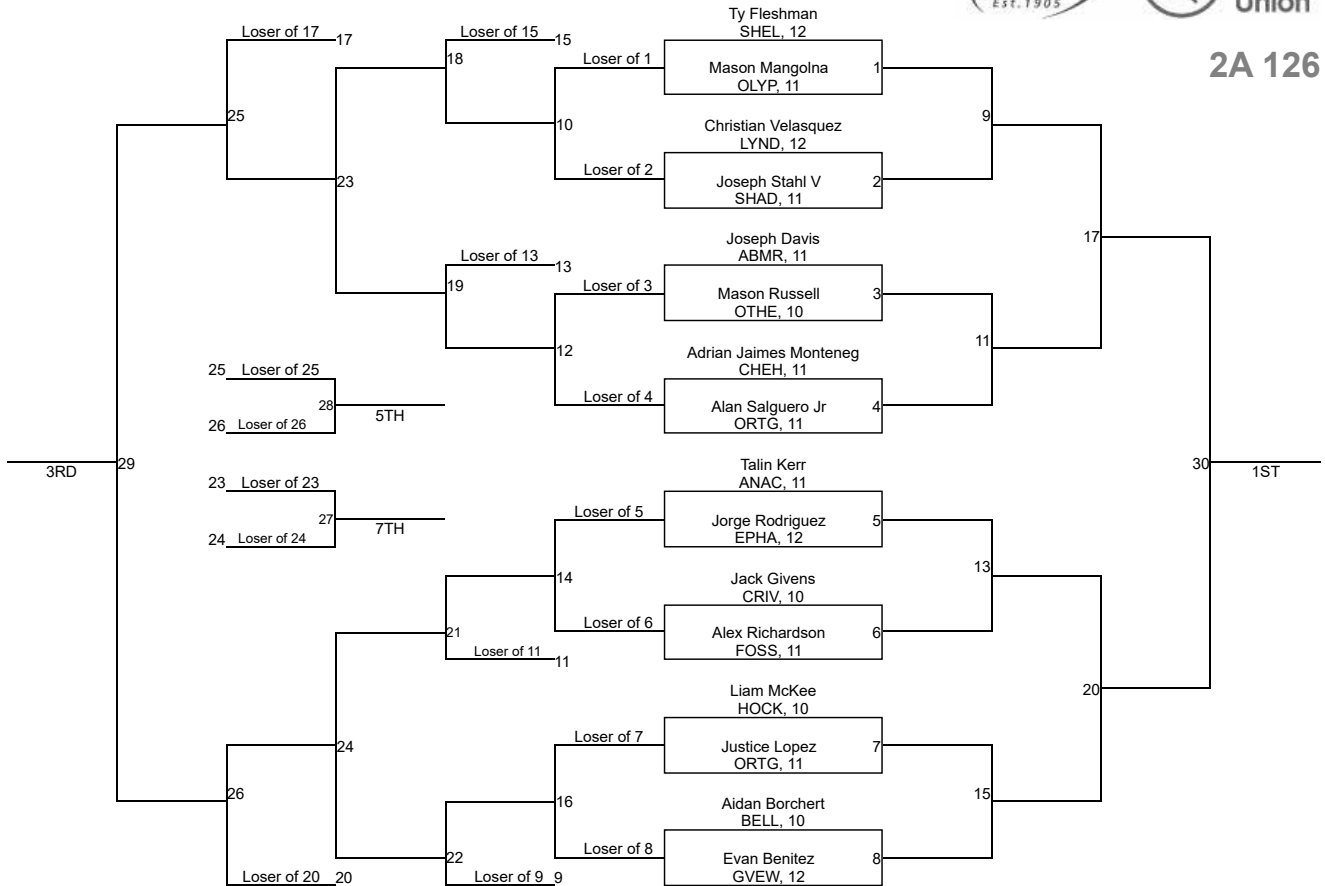 Est. 1905
Union
2A 126
Ty Fleshman
SHEL, 12
Loser of 17 17
Loser of 15 15
18
Loser of 1
Mason Mangolna 1
OLYP, 11
25
10
9
Christian Velasquez
LYND, 12
Loser of 2
23
Joseph Stahl V 2
SHAD, 11
Joseph Davis
ABMR, 11
17
Loser of 13 13
19
Loser of 3
Mason Russell 3
OTHE, 10
12
11
Adrian Jaimes Monteneg
CHEH, 11
25 Loser of 25
28
5TH
26 Loser of 26
Loser of 4
Alan Salguero Jr 4
ORTG, 11
3RD
29
30
1ST
Talin Kerr
ANAC, 11
23 Loser of 23
27
7TH
24 Loser of 24
Loser of 5
Jorge Rodriguez 5
EPHA, 12
14
13
Jack Givens
CRIV, 10
21
Loser of 6
Alex Richardson 6
FOSS, 11
Loser of 11 11
Liam McKee
HOCK, 10
20
24
Loser of 7
Justice Lopez 7
ORTG, 11
26
16
15
Aidan Borchert
BELL, 10
22
Loser of 8
Evan Benitez 8
GVEW, 12
Loser of 20 20
Loser of 9 9